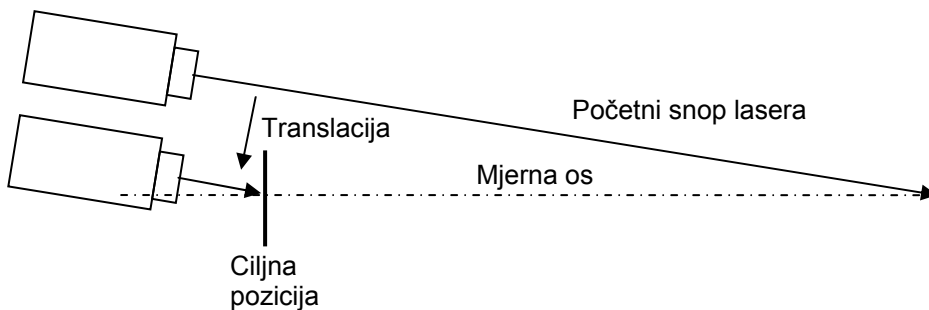 Početni snop lasera
Translacija
Mjerna os
Ciljna
pozicija